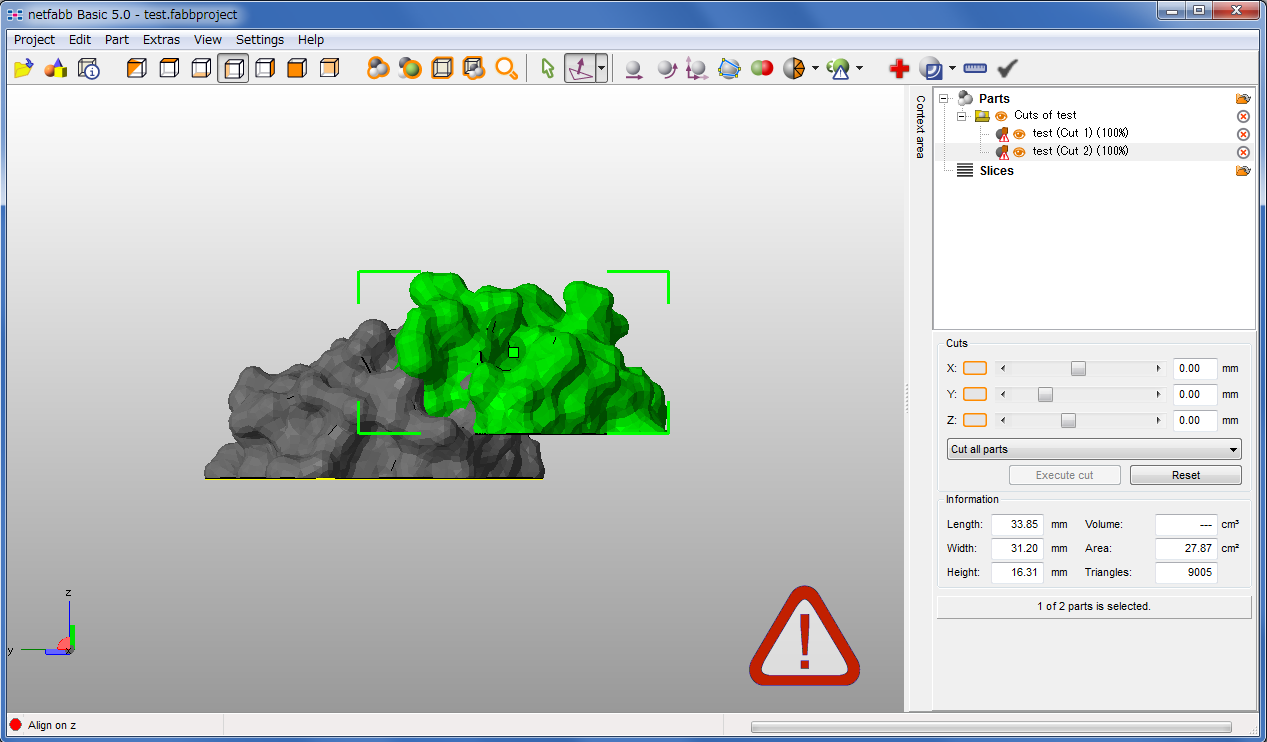 netfabb Basic 5.0 - test.fabbproject
Project Edit Part Extras View Settings Help
Context area
Parts
Cuts of test
test (Cut 1) (100%)
test (Cut 2) (100%)
Slices
Cuts
X: 0.00 mm
Y: 0.00 mm
Z: 0.00 mm
Cut all parts
Execute cut Reset
Information
Length: 33.85 mm Volume: --- cm³
Width: 31.20 mm Area: 27.87 cm²
Height: 16.31 mm Triangles: 9005
1 of 2 parts is selected.
z
y x
Align on z